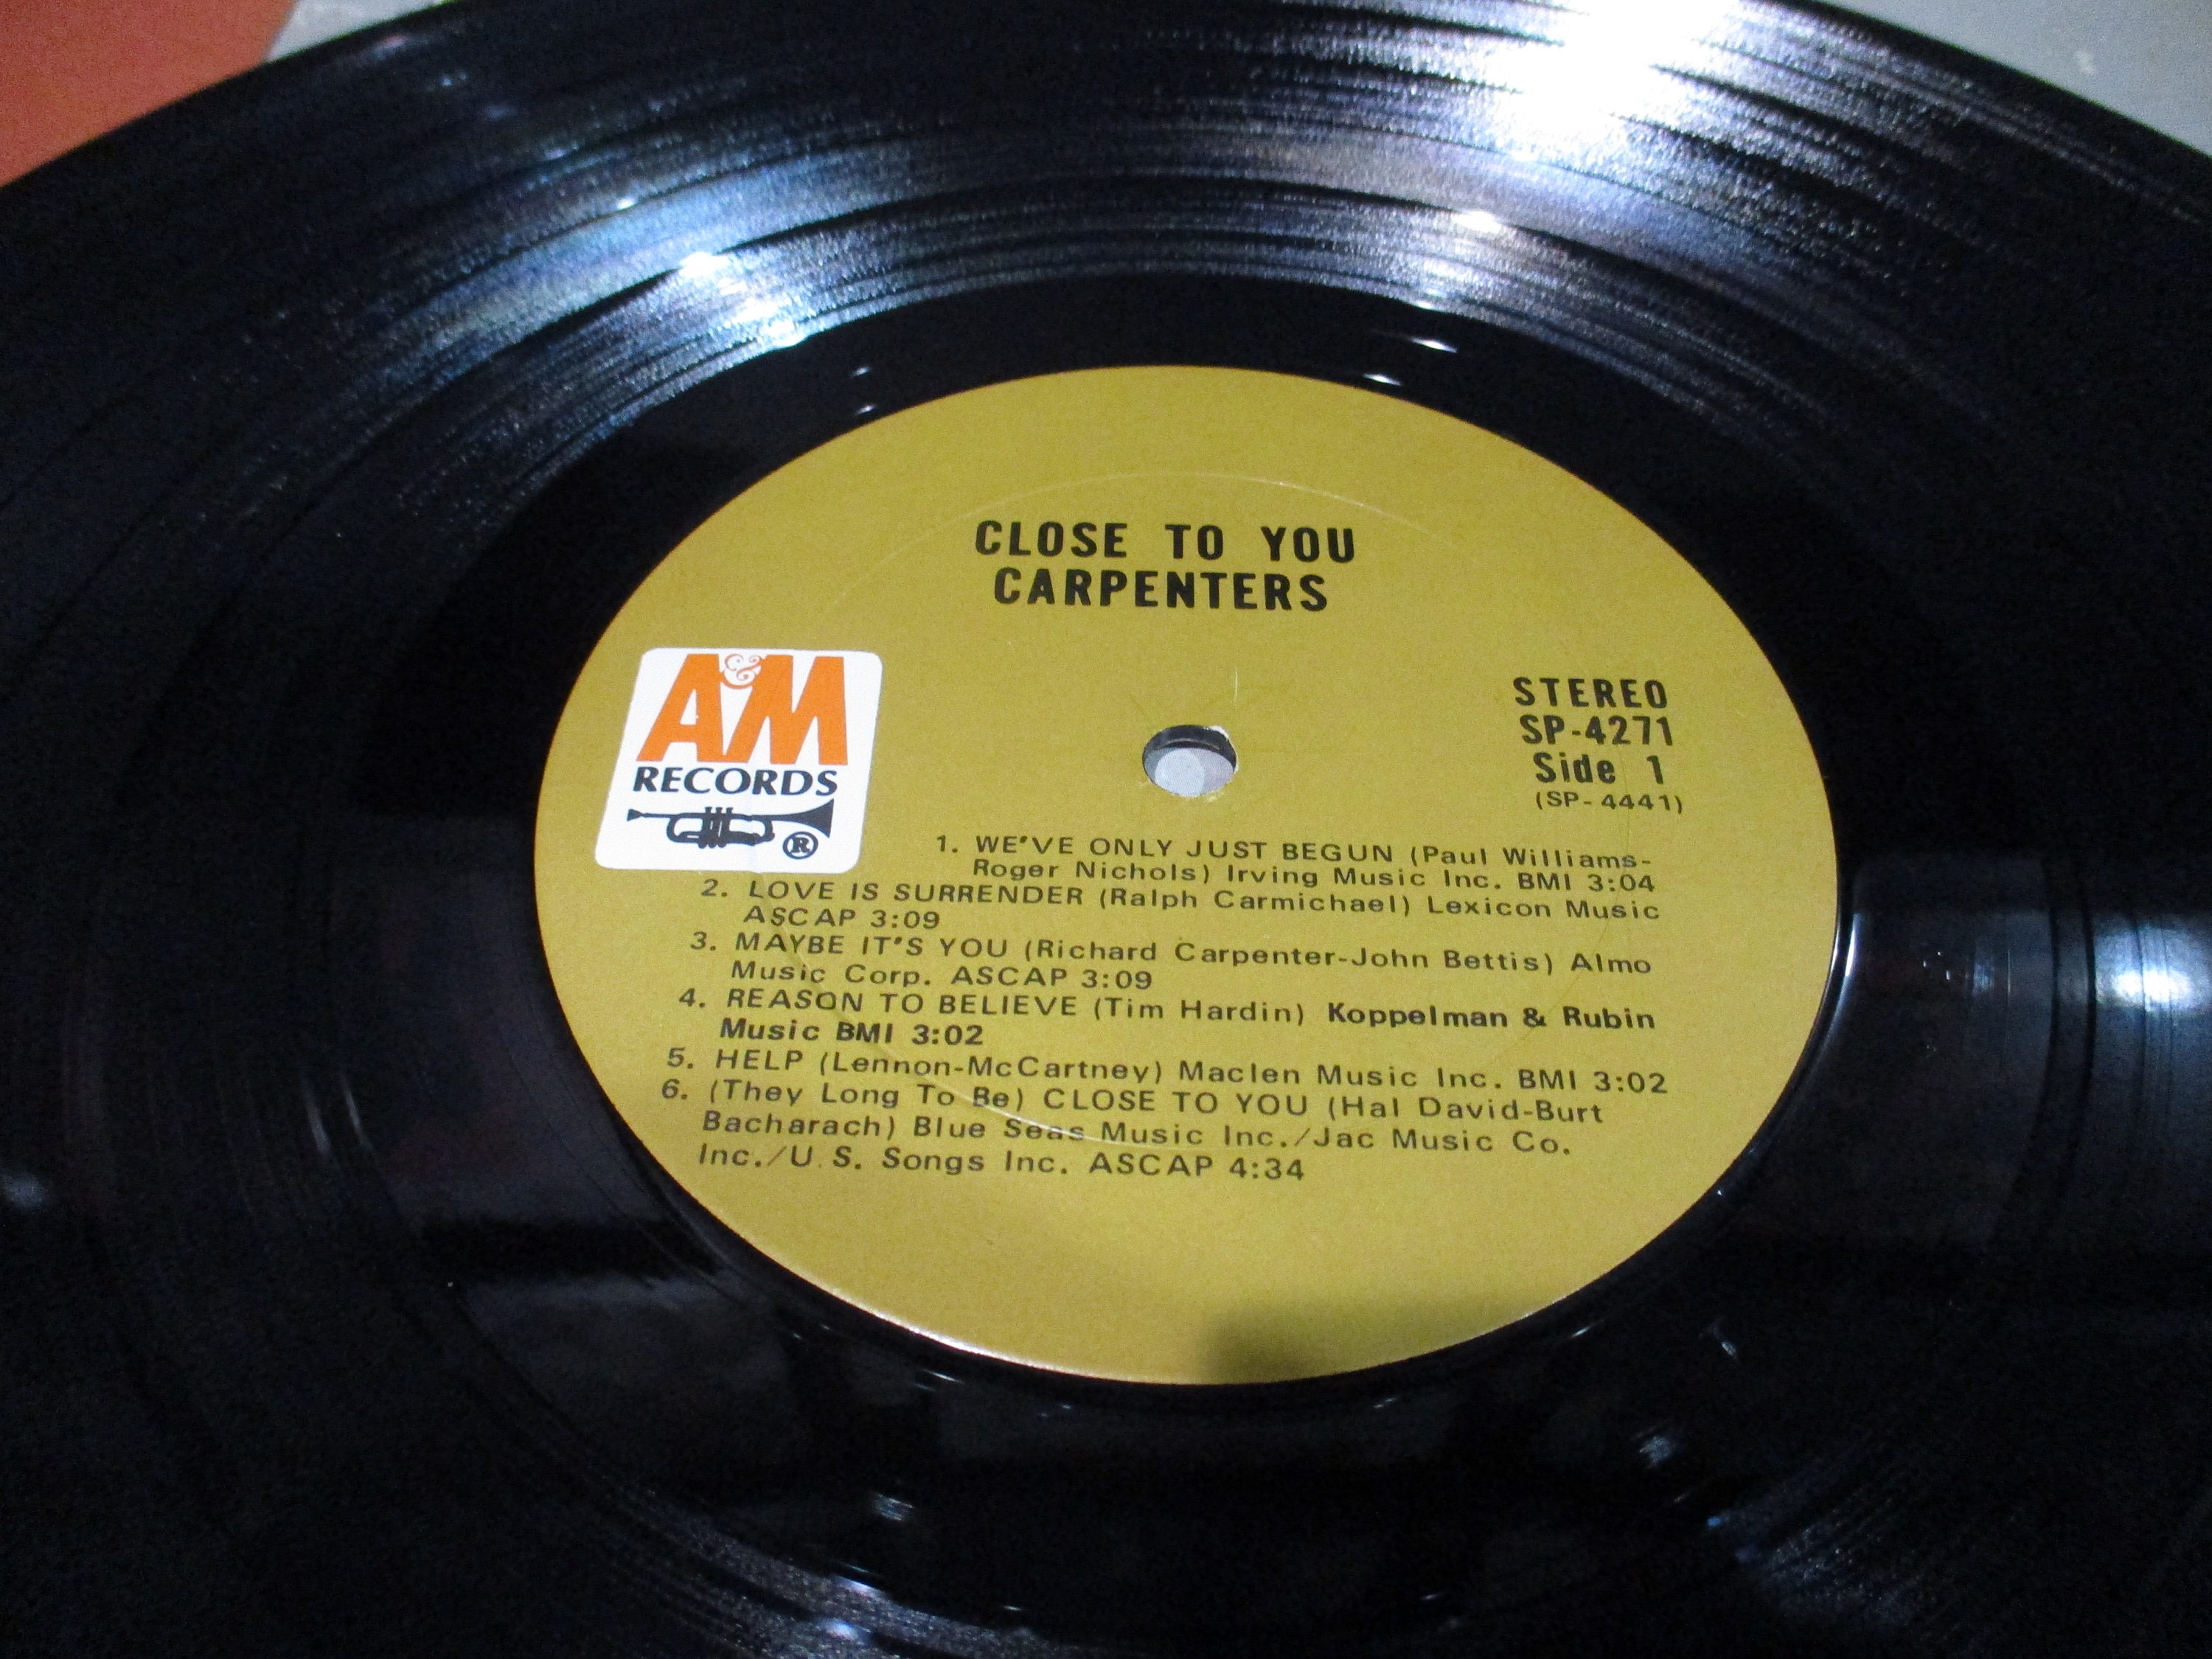 CLOSE TO YOU
CARPENTERS
A&M
RECORDS
®
STEREO
SP-4271
Side 1
(SP-4441)
1. WE'VE ONLY JUST BEGUN (Paul Williams-
Roger Nichols) Irving Music Inc. BMI 3:04
2. LOVE IS SURRENDER (Ralph Carmichael) Lexicon Music
ASCAP 3:09
3. MAYBE IT'S YOU (Richard Carpenter-John Bettis) Almo
Music Corp. ASCAP 3:09
4. REASON TO BELIEVE (Tim Hardin) Koppelman & Rubin
Music BMI 3:02
5. HELP (Lennon-McCartney) Maclen Music Inc. BMI 3:02
6. (They Long To Be) CLOSE TO YOU (Hal David-Burt
Bacharach) Blue Seas Music Inc./Jac Music Co.
Inc./U.S. Songs Inc. ASCAP 4:34